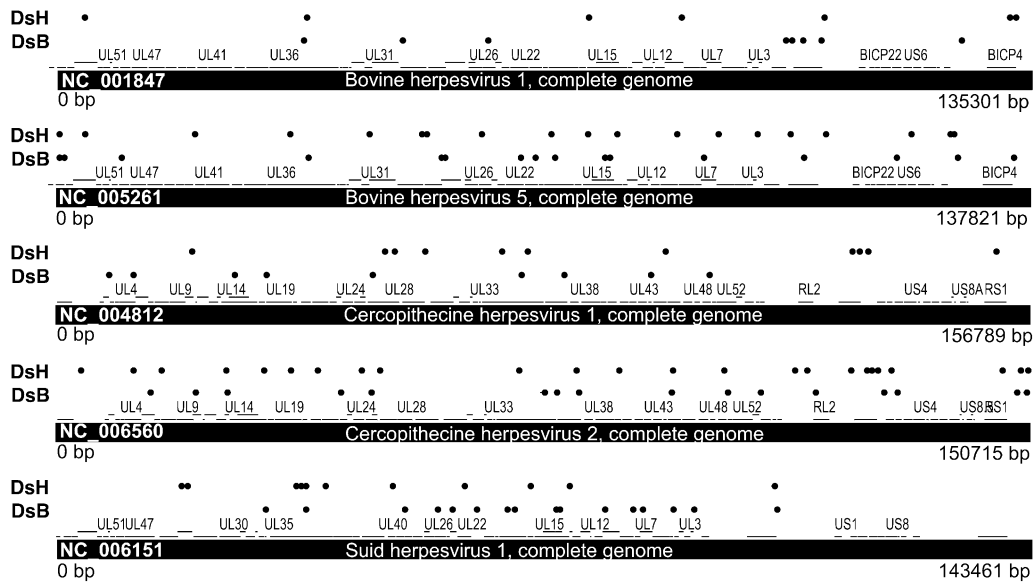 DsH
DsB
UL51 UL47 UL41 UL36 UL31 UL26 UL22 UL15 UL12 UL7 UL3 BICP22 US6 BICP4
NC_001847 Bovine herpesvirus 1, complete genome
0 bp 135301 bp
DsH
DsB
UL51 UL47 UL41 UL36 UL31 UL26 UL22 UL15 UL12 UL7 UL3 BICP22 US6 BICP4
NC_005261 Bovine herpesvirus 5, complete genome
0 bp 137821 bp
DsH
DsB
UL4 UL9 UL14 UL19 UL24 UL28 UL33 UL38 UL43 UL48 UL52 RL2 US4 US8A RS1
NC_004812 Cercopithecine herpesvirus 1, complete genome
0 bp 156789 bp
DsH
DsB
UL4 UL9 UL14 UL19 UL24 UL28 UL33 UL38 UL43 UL48 UL52 RL2 US4 RS1
NC_006560 Cercopithecine herpesvirus 2, complete genome
0 bp 150715 bp
DsH
DsB
UL51 UL47 UL30 UL35 UL40 UL26 UL22 UL15 UL12 UL7 UL3 US1 US8
NC_006151 Suid herpesvirus 1, complete genome
0 bp 143461 bp